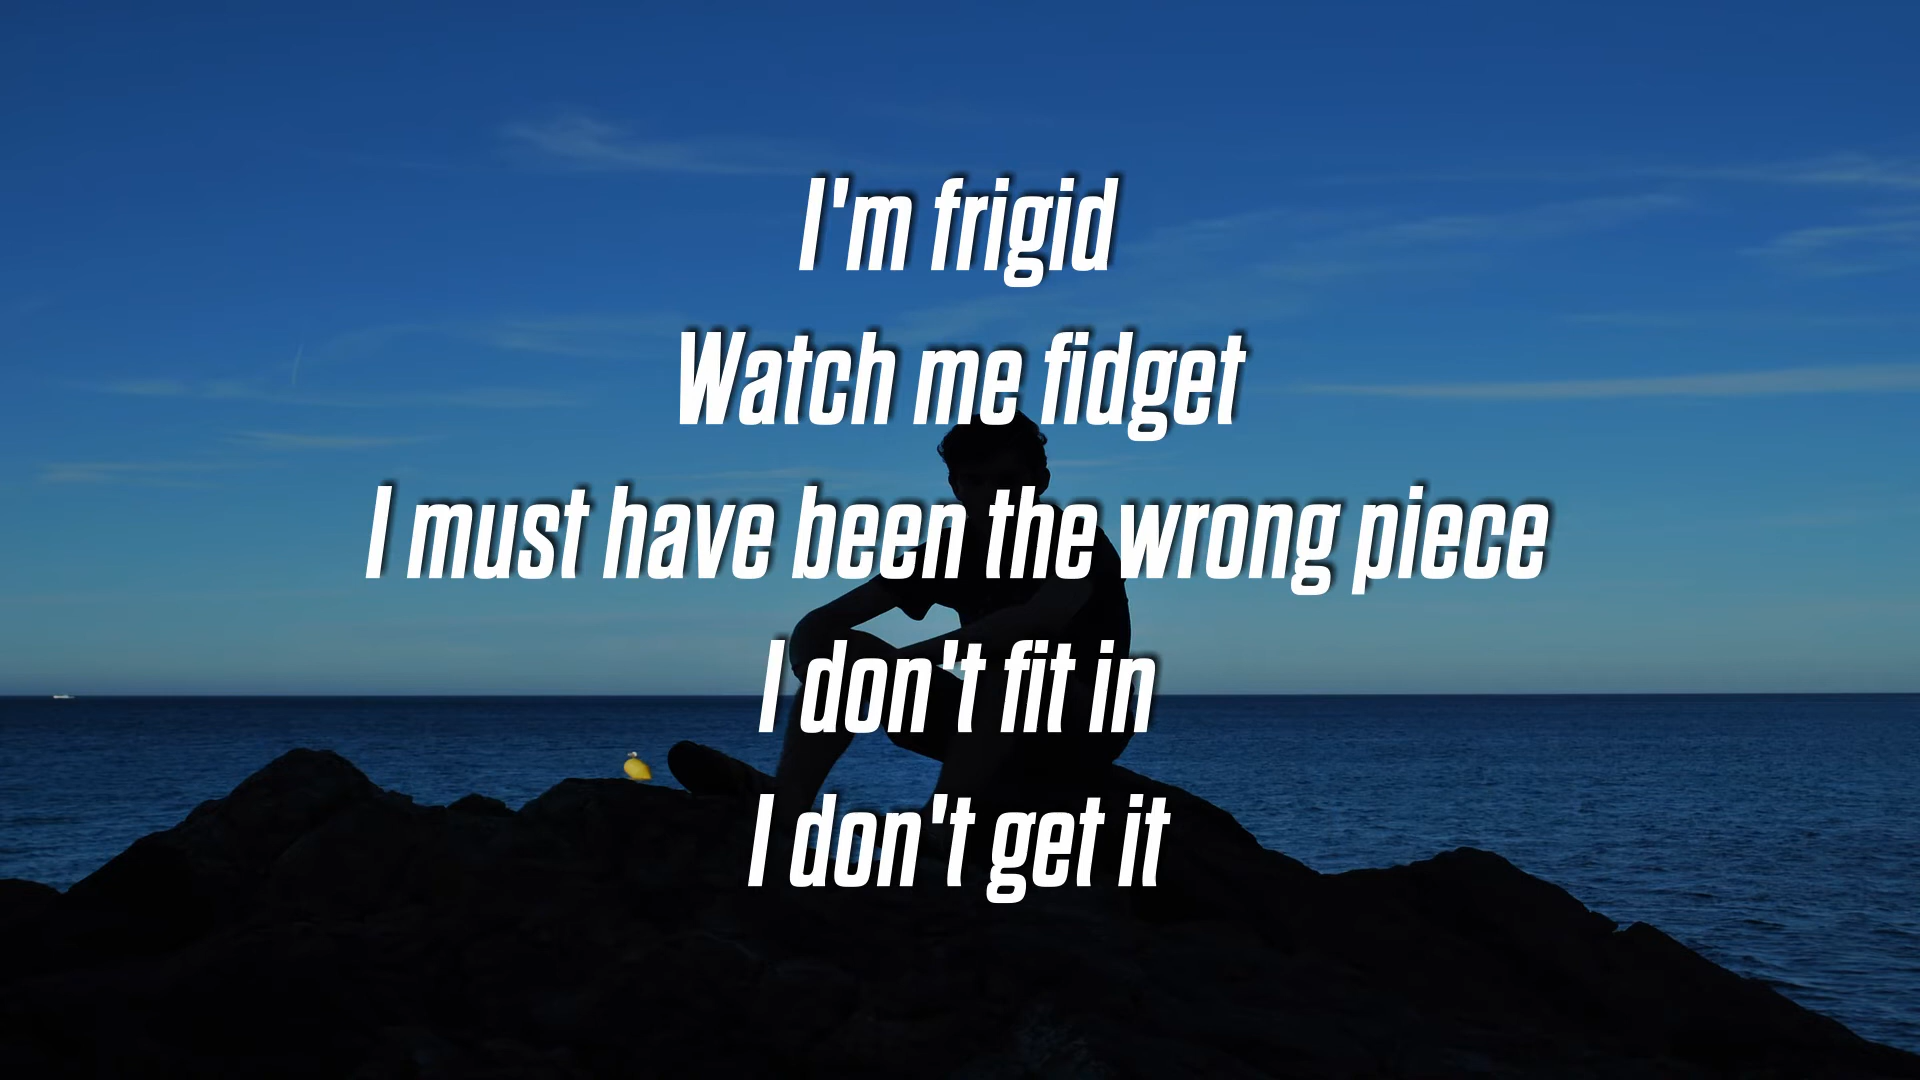 I'm frigid
Watch me fidget
I must have been the wrong piece
I don't fit in
I don't get it